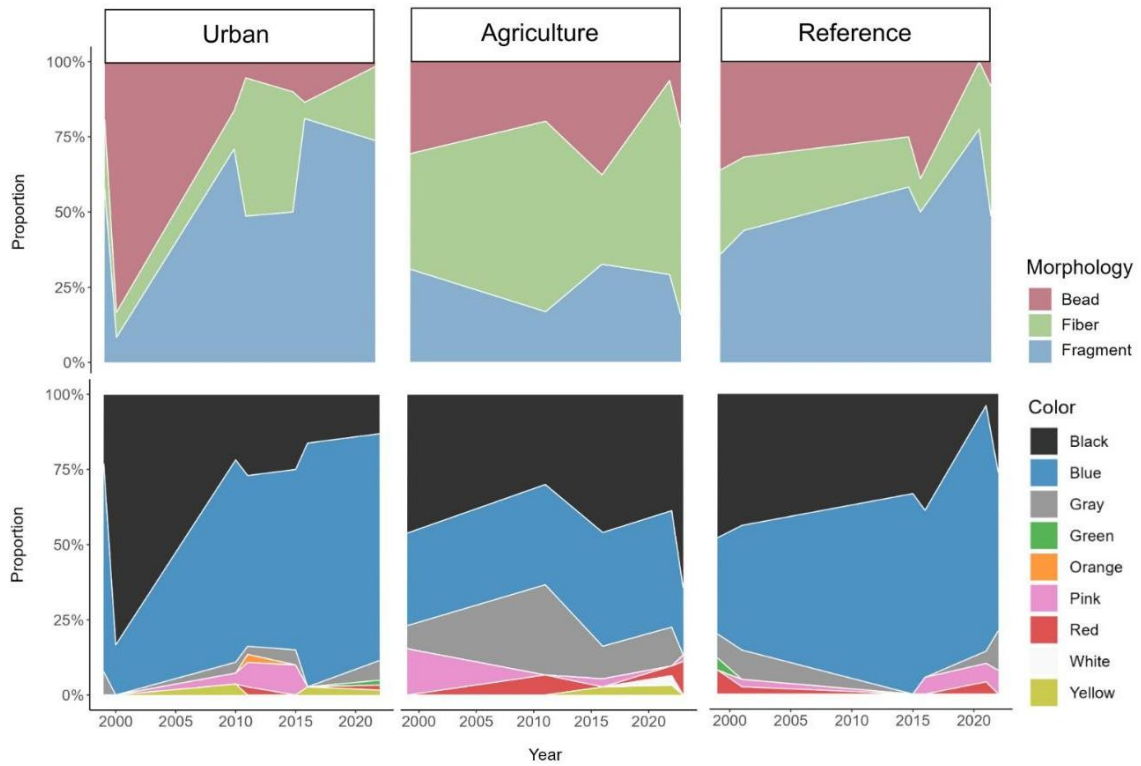 Urban
Agriculture
Reference
100%
75%
50%
25%
0%
Proportion
Morphology
Bead
Fiber
Fragment
100%
75%
50%
25%
0%
Proportion
Color
Black
Blue
Gray
Green
Orange
Pink
Red
White
Yellow
2000 2005 2010 2015 2020
2000 2005 2010 2015 2020
2000 2005 2010 2015 2020
Year